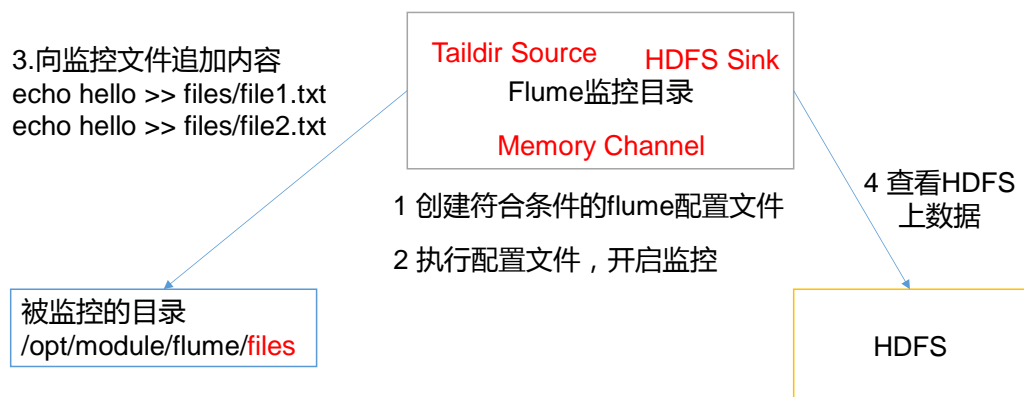 3.向监控文件追加内容
echo hello >> files/file1.txt
echo hello >> files/file2.txt
Taildir Source
HDFS Sink
Flume监控目录
Memory Channel
1 创建符合条件的flume配置文件
2 执行配置文件，开启监控
4 查看HDFS
上数据
被监控的目录
/opt/module/flume/files
HDFS